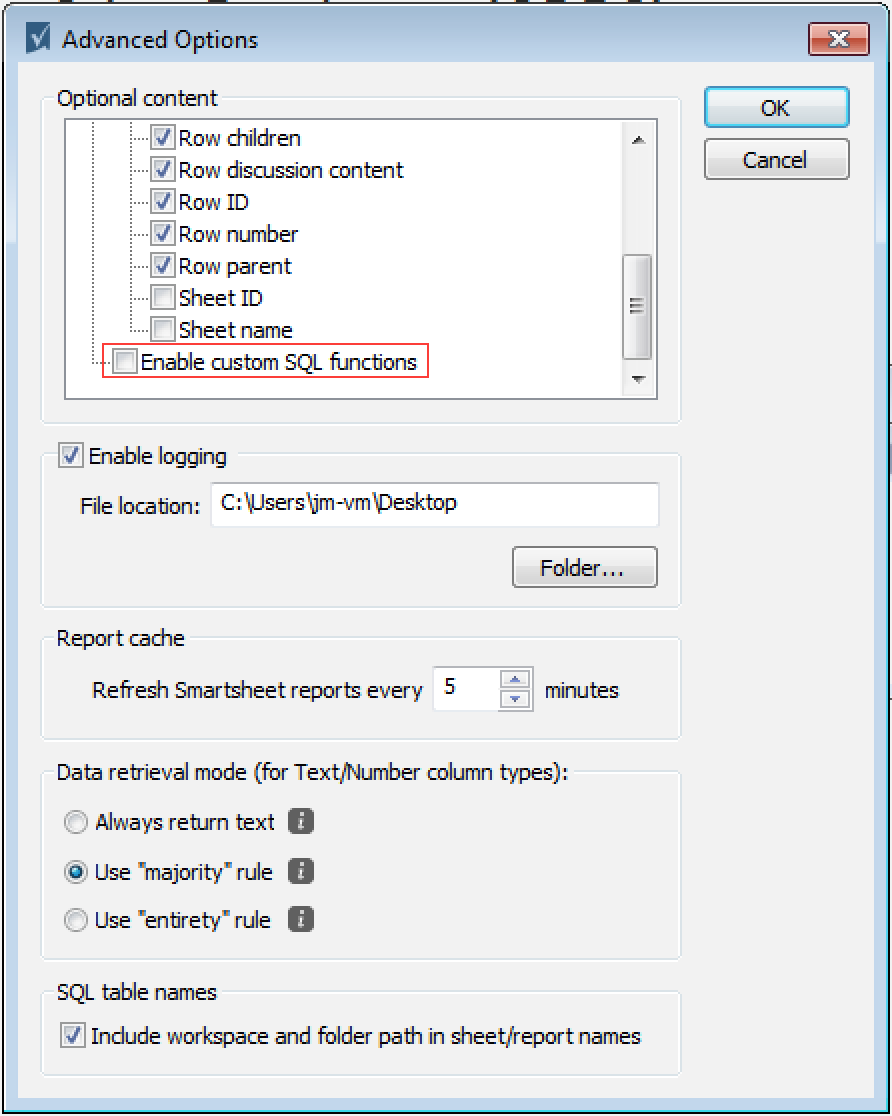 Advanced Options
Optional content
OK
Cancel
Row children
Row discussion content
Row ID
Row number
Row parent
Sheet ID
Sheet name
Enable custom SQL functions
Enable logging
File location: C:\Users\jm-vm\Desktop
Folder...
Report cache
Refresh Smartsheet reports every 5 minutes
Data retrieval mode (for Text/Number column types):
Always return text i
Use "majority" rule i
Use "entirety" rule i
SQL table names
Include workspace and folder path in sheet/report names